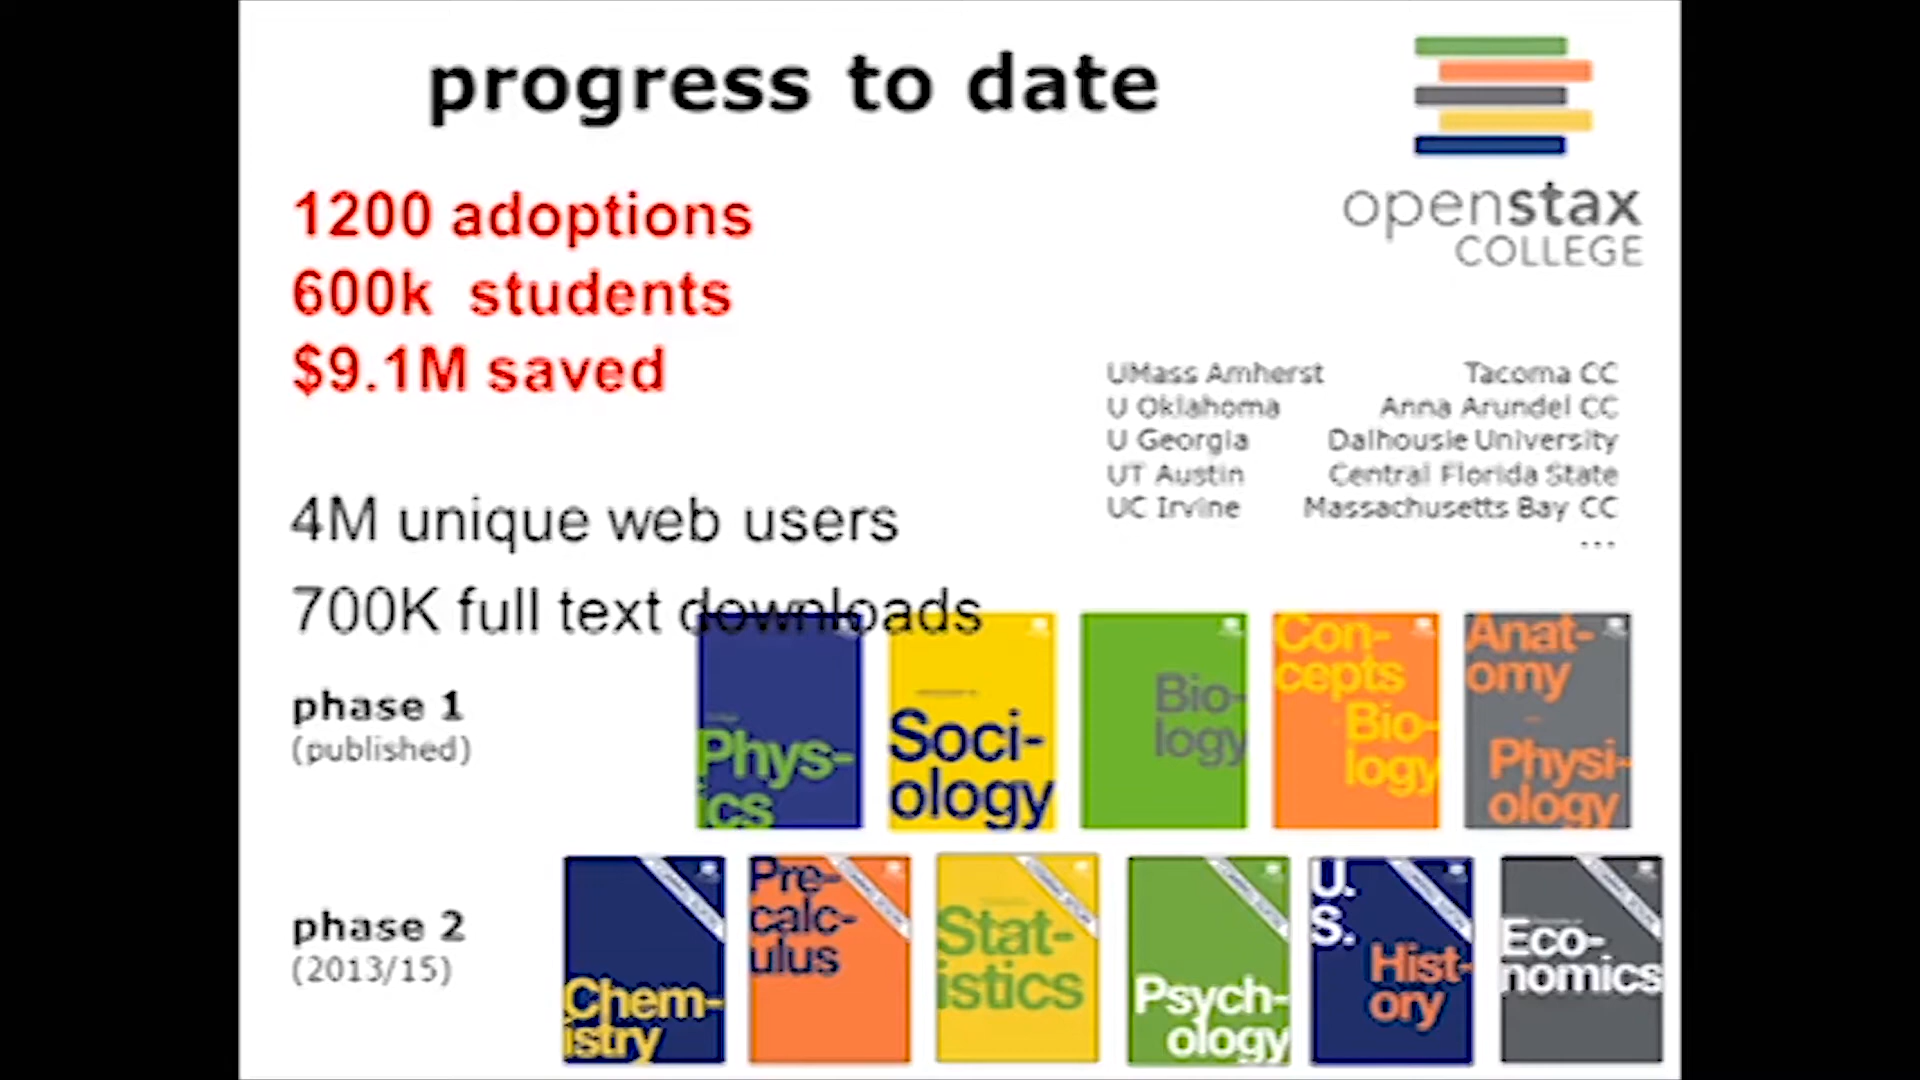 progress to date
openstax
COLLEGE
1200 adoptions
600k students
$9.1M saved
UMass Amherst Tacoma CC
U Oklahoma Anna Arundel CC
U Georgia Dalhousie University
UT Austin Central Florida State
UC Irvine Massachusetts Bay CC
...
4M unique web users
700K full text downloads
phase 1
(published)
Phys-
ics
Soci-
ology
Bio-
logy
Con-
cepts
Bio-
logy
Anat-
omy
Physi-
ology
phase 2
(2013/15)
Chem-
istry
Pre-
calc-
ulus
Stat-
istics
Psych-
ology
U.
S.
Hist-
ory
Eco-
nomics